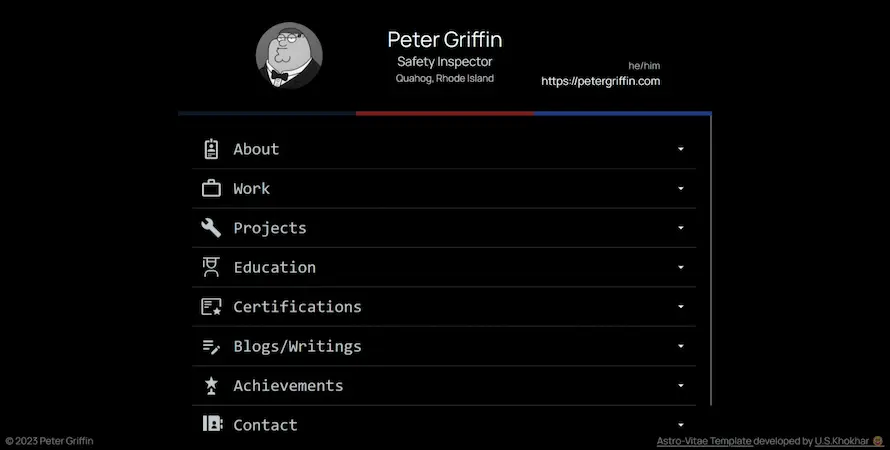 Peter Griffin
Safety Inspector
Quahog, Rhode Island
he/him
https://petergriffin.com
About
Work
Projects
Education
Certifications
Blogs/Writings
Achievements
Contact
© 2023 Peter Griffin
Astro-Vitae Template developed by U.S.Khokhar